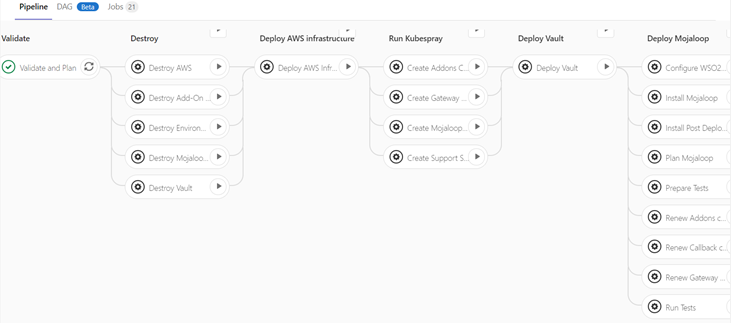 Pipeline DAG Beta Jobs 21
Validate
Validate and Plan
Destroy
Destroy AWS
Destroy Add-On ...
Destroy Environ...
Destroy Mojaloo...
Destroy Vault
Deploy AWS infrastructure
Deploy AWS Infr...
Run Kubespray
Create Addons C...
Create Gateway ...
Create Mojaloop...
Create Support S...
Deploy Vault
Deploy Vault
Deploy Mojaloop
Configure WSO2...
Install Mojaloop
Install Post Deplo...
Plan Mojaloop
Prepare Tests
Renew Addons c...
Renew Callback c...
Renew Gateway ...
Run Tests